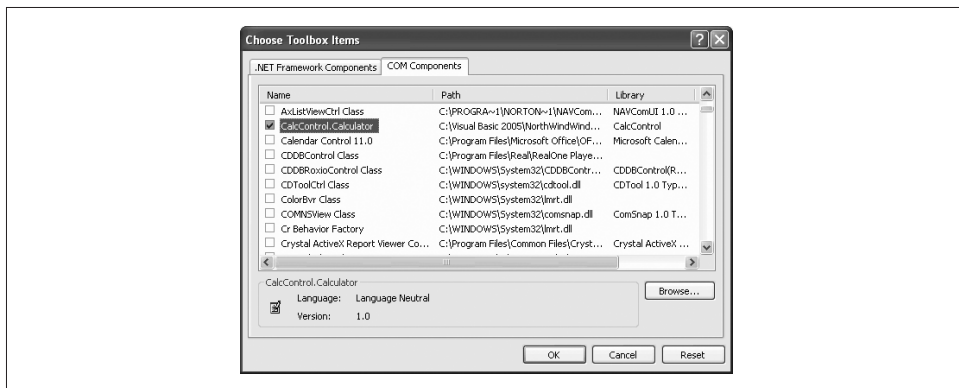 Choose Toolbox Items
.NET Framework Components COM Components
Name Path Library
AxListViewCtrl Class C:\PROGRA~1\NORTON~1\NAVCom... NAVComUI 1.0 ...
CalcControl.Calculator C:\Visual Basic 2005\NorthWindWind... CalcControl
Calendar Control 11.0 C:\Program Files\Microsoft Office\OF... Microsoft Calen...
CDDBControl Class C:\Program Files\Real\RealOne Playe...
CDDBRoxioControl Class C:\WINDOWS\System32\CDDBContr... CDDBControl(R...
CDToolCtrl Class C:\WINDOWS\system32\cdtool.dll CDTool 1.0 Typ...
ColorBvr Class C:\WINDOWS\System32\lmrt.dll
COMNSView Class C:\WINDOWS\System32\comsnap.dll ComSnap 1.0 T...
Cr Behavior Factory C:\WINDOWS\System32\lmrt.dll
Crystal ActiveX Report Viewer Co... C:\Program Files\Common Files\Cryst... Crystal ActiveX ...
CalcControl.Calculator
Language: Language Neutral
Version: 1.0
Browse...
OK Cancel Reset